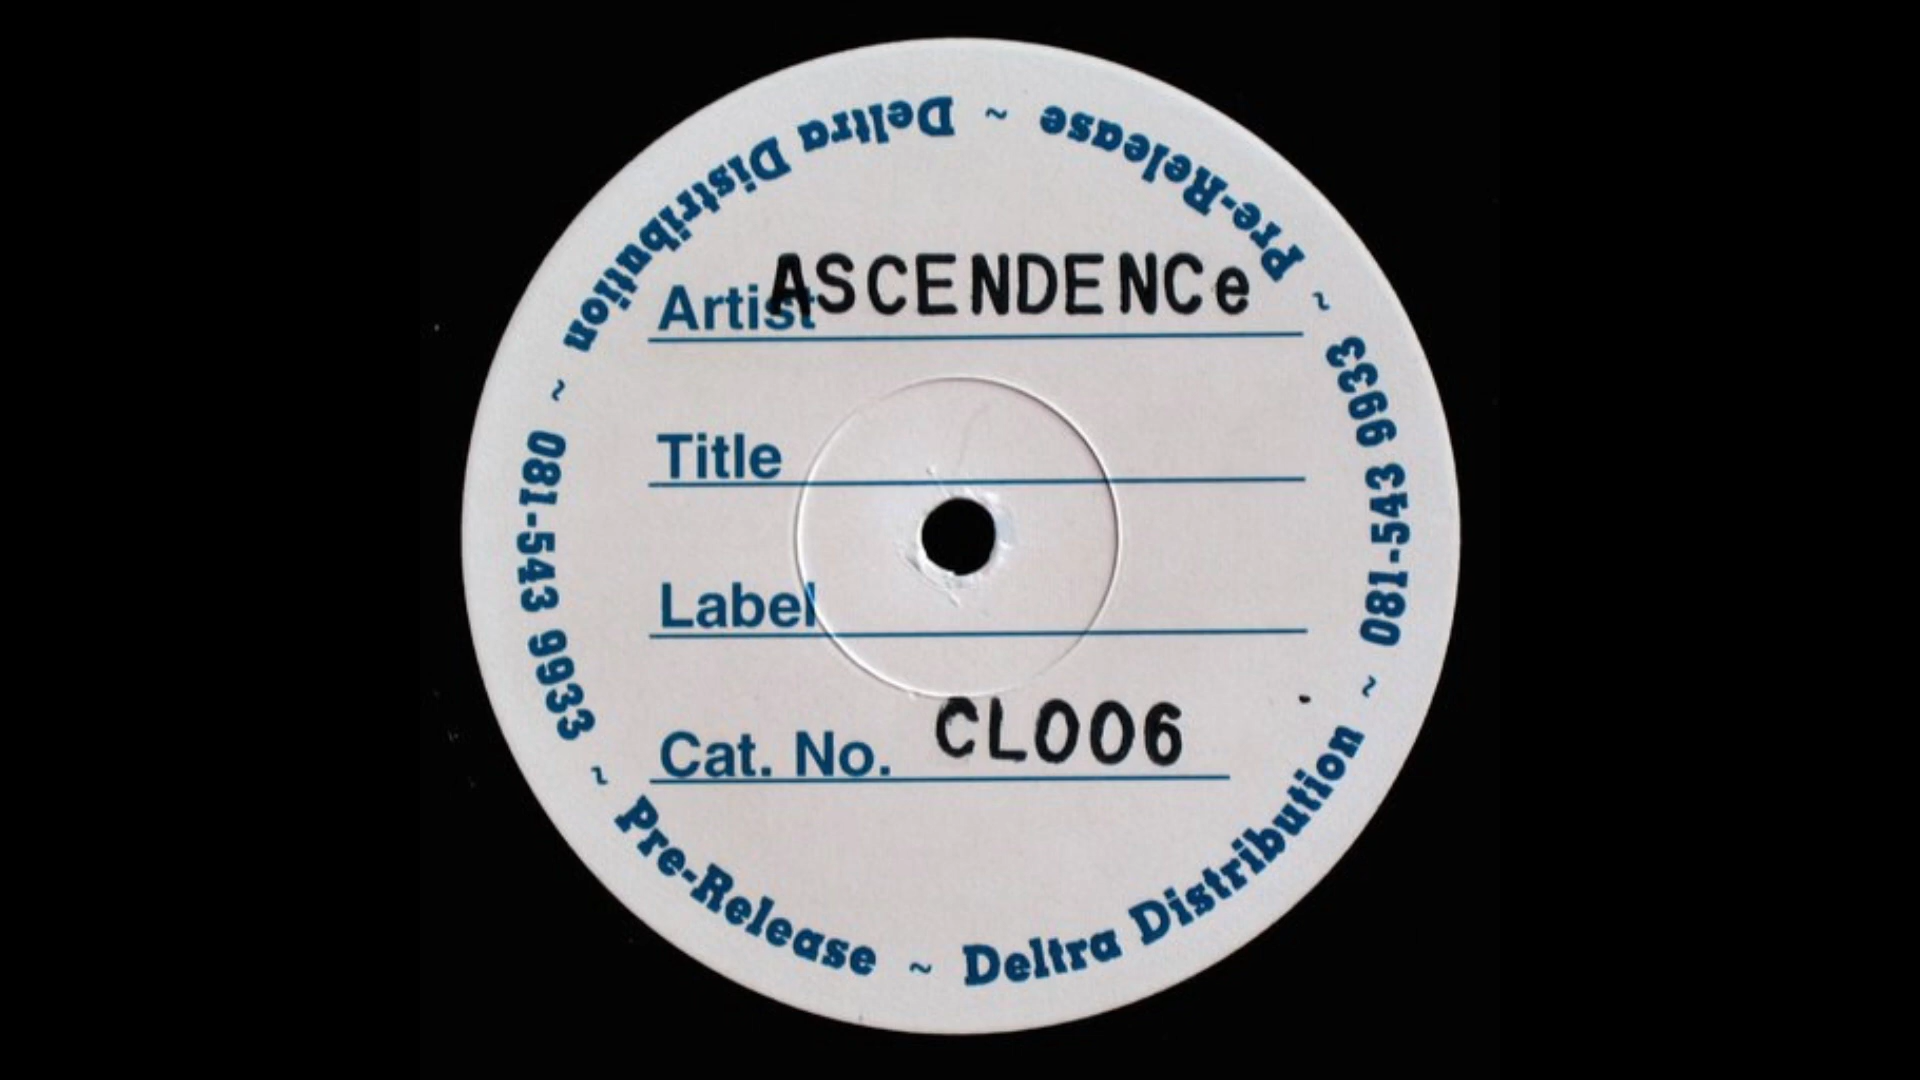 Deltra Distribution ~ Pre-Release ~ 081-543 9933 ~ Deltra Distribution ~ Pre-Release ~ 081-543 9933 ~
Artist ASCENDENCe
Title
Label
Cat. No. CL006